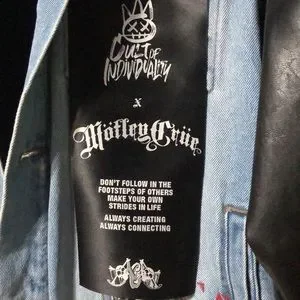 CULT OF
INDIVIDUALITY
x
Mötley Crüe
DON'T FOLLOW IN THE
FOOTSTEPS OF OTHERS
MAKE YOUR OWN
STRIDES IN LIFE
ALWAYS CREATING
ALWAYS CONNECTING